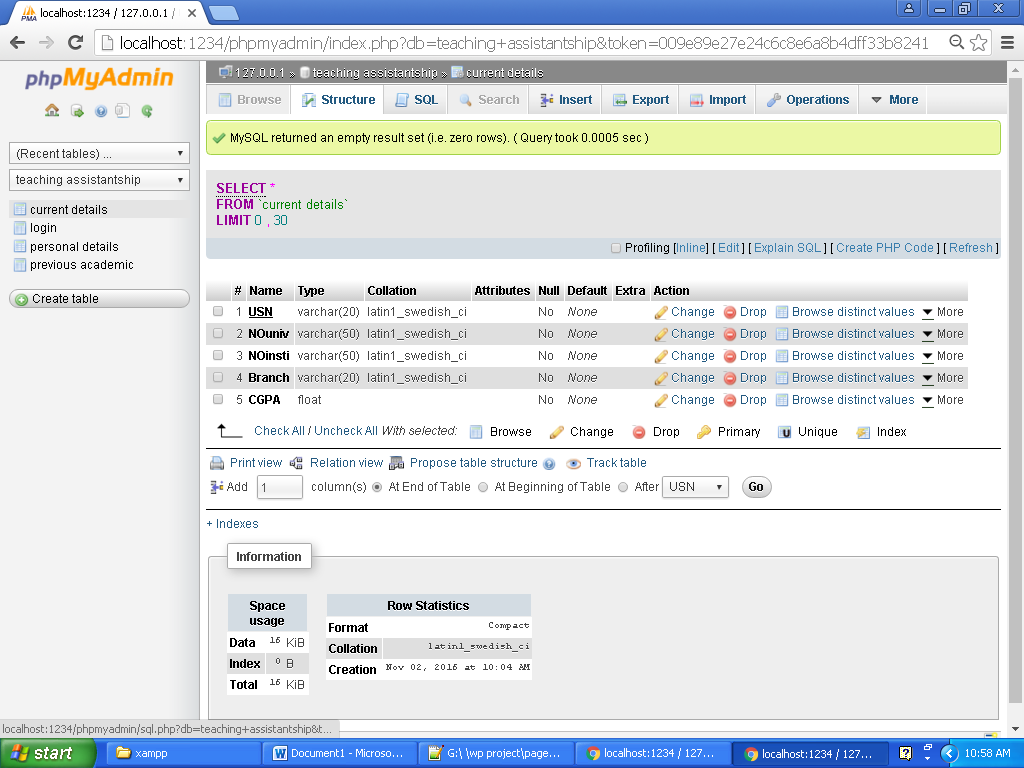 localhost:1234 / 127.0.0.1 /
localhost:1234/phpmyadmin/index.php?db=teaching+assistantship&token=009e89e27e24c6c8e6a8b4dff33b8241
phpMyAdmin
(Recent tables) ...
teaching assistantship
current details
login
personal details
previous academic
Create table
127.0.0.1 » teaching assistantship » current details
Browse Structure SQL Search Insert Export Import Operations More
MySQL returned an empty result set (i.e. zero rows). ( Query took 0.0005 sec )
SELECT *
FROM `current details`
LIMIT 0 , 30
Profiling [Inline] [ Edit ] [ Explain SQL ] [ Create PHP Code ] [ Refresh ]
# Name Type Collation Attributes Null Default Extra Action
1 USN varchar(20) latin1_swedish_ci No None Change Drop Browse distinct values More
2 NOuniv varchar(50) latin1_swedish_ci No None Change Drop Browse distinct values More
3 NOinsti varchar(50) latin1_swedish_ci No None Change Drop Browse distinct values More
4 Branch varchar(20) latin1_swedish_ci No None Change Drop Browse distinct values More
5 CGPA float No None Change Drop Browse distinct values More
Check All / Uncheck All With selected: Browse Change Drop Primary Unique Index
Print view Relation view Propose table structure Track table
Add 1 column(s) At End of Table At Beginning of Table After USN Go
+ Indexes
Information
Space usage
Data 16 KiB
Index 0 B
Total 16 KiB
Row Statistics
Format Compact
Collation latin1_swedish_ci
Creation Nov 02, 2016 at 10:04 AM
localhost:1234/phpmyadmin/sql.php?db=teaching+assistantship&t...
start xampp Document1 - Microso... G:\ \wp project\page... localhost:1234 / 127... localhost:1234 / 127... 10:58 AM